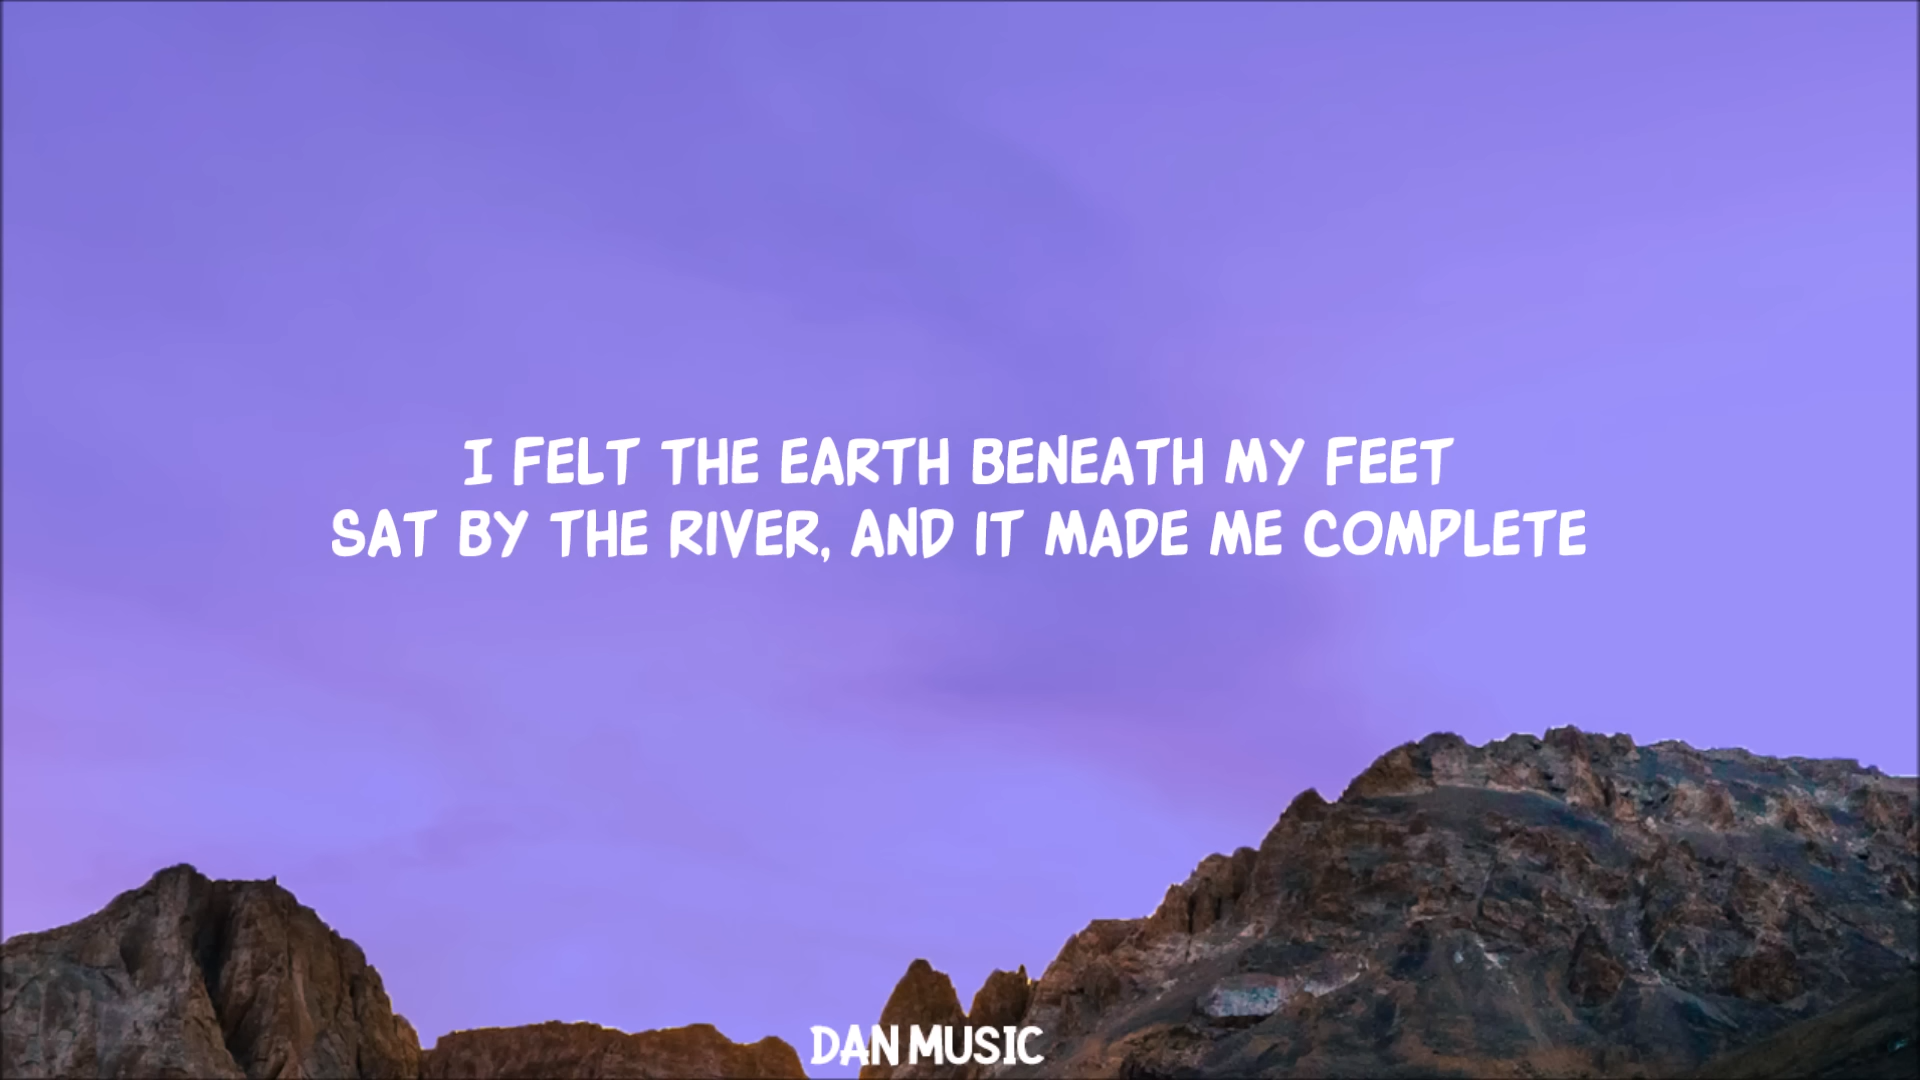 I FELT THE EARTH BENEATH MY FEET
SAT BY THE RIVER, AND IT MADE ME COMPLETE
DAN MUSIC